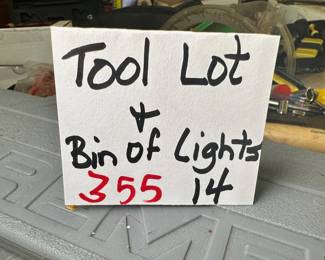 Tool Lot
+
Bin of Lights
355 14